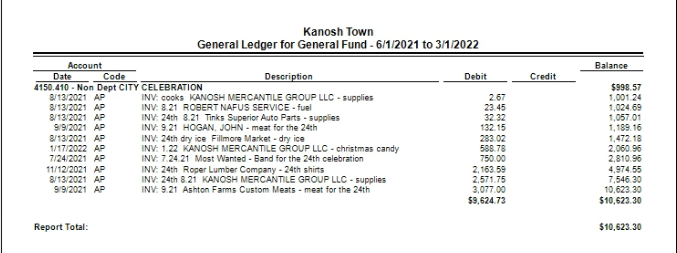 Kanosh Town
General Ledger for General Fund - 6/1/2021 to 3/1/2022
Account Balance
Date Code Description Debit Credit
4150.410 - Non Dept CITY CELEBRATION $998.57
8/13/2021 AP INV: cooks KANOSH MERCANTILE GROUP LLC - supplies 2.67 1,001.24
8/13/2021 AP INV: 8.21 ROBERT NAFUS SERVICE - fuel 23.45 1,024.69
8/13/2021 AP INV: 24th 8.21 Tinks Superior Auto Parts - supplies 32.32 1,057.01
9/9/2021 AP INV: 9.21 HOGAN, JOHN - meat for the 24th 132.15 1,189.16
8/13/2021 AP INV: 24th dry ice Fillmore Market - dry ice 283.02 1,472.18
1/17/2022 AP INV: 1.22 KANOSH MERCANTILE GROUP LLC - christmas candy 588.78 2,060.96
7/24/2021 AP INV: 7.24.21 Most Wanted - Band for the 24th celebration 750.00 2,810.96
11/12/2021 AP INV: 24th Roper Lumber Company - 24th shirts 2,163.59 4,974.55
8/13/2021 AP INV: 24th 8.21 KANOSH MERCANTILE GROUP LLC - supplies 2,571.75 7,546.30
9/9/2021 AP INV: 9.21 Ashton Farms Custom Meats - meat for the 24th 3,077.00 10,623.30
$9,624.73 $10,623.30
Report Total: $10,623.30